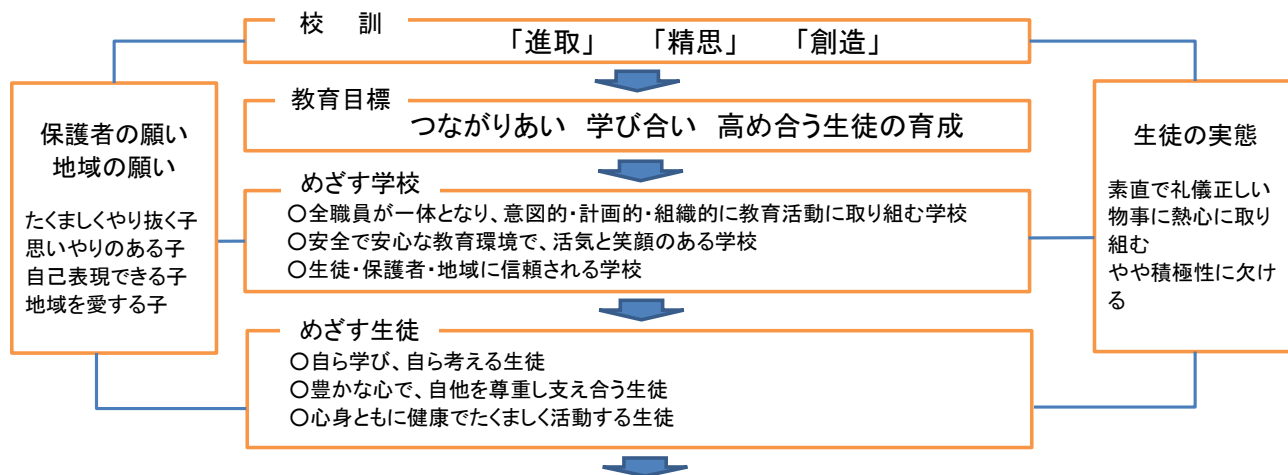 校　訓
「進取」　「精思」　「創造」
教育目標
つながりあい　学び合い　高め合う生徒の育成
保護者の願い
地域の願い
たくましくやり抜く子
思いやりのある子
自己表現できる子
地域を愛する子
めざす学校
○全職員が一体となり、意図的・計画的・組織的に教育活動に取り組む学校
○安全で安心な教育環境で、活気と笑顔のある学校
○生徒・保護者・地域に信頼される学校
生徒の実態
素直で礼儀正しい
物事に熱心に取り
組む
やや積極性に欠け
る
めざす生徒
○自ら学び、自ら考える生徒
○豊かな心で、自他を尊重し支え合う生徒
○心身ともに健康でたくましく活動する生徒